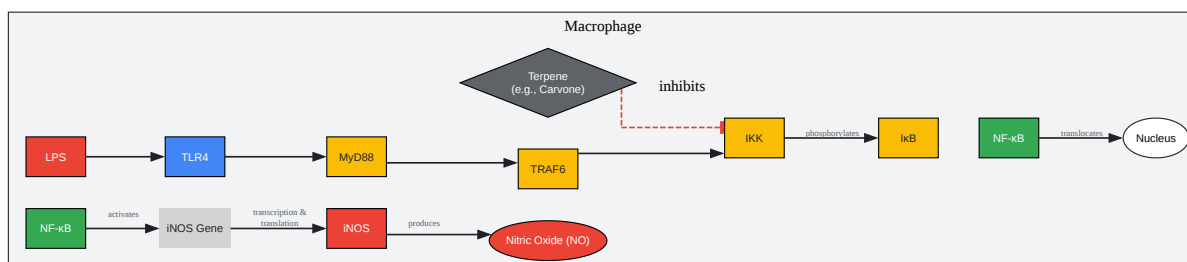 Macrophage
Terpene
(e.g., Carvone)
inhibits
LPS
TLR4
MyD88
TRAF6
IKK
phosphorylates
IκB
NF-κB
translocates
Nucleus
NF-κB
activates
iNOS Gene
transcription &
translation
iNOS
produces
Nitric Oxide (NO)